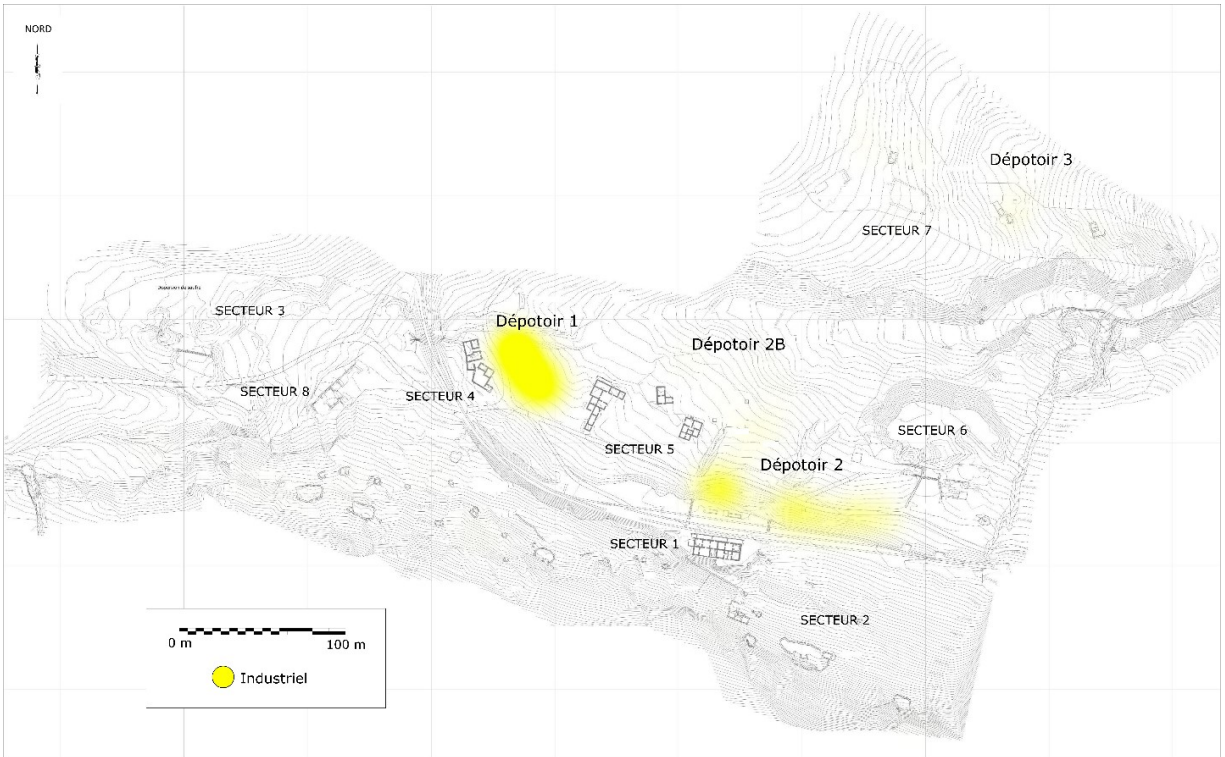 NORD
Dépotoir 3
SECTEUR 7
SECTEUR 3
Dépotoir 1
Dépotoir 2B
SECTEUR 8
SECTEUR 4
SECTEUR 6
SECTEUR 5
Dépotoir 2
SECTEUR 1
SECTEUR 2
0 m
100 m
Industriel